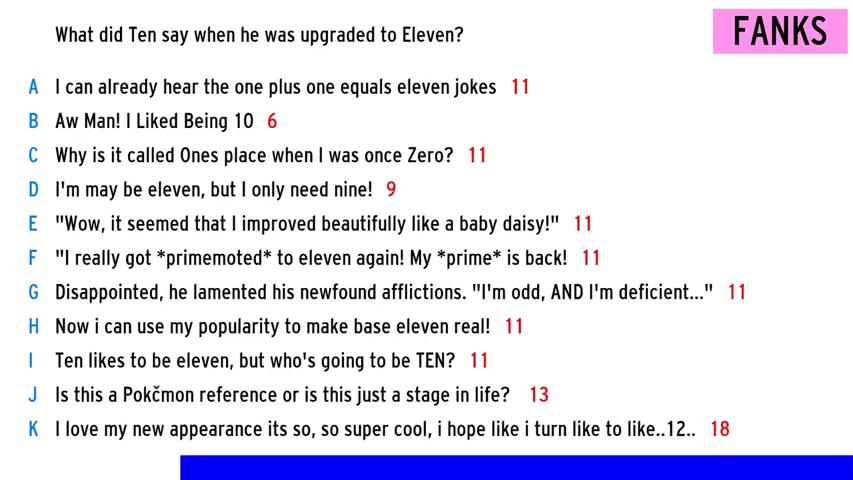 What did Ten say when he was upgraded to Eleven?
FANKS
A I can already hear the one plus one equals eleven jokes 11
B Aw Man! I Liked Being 10 6
C Why is it called Ones place when I was once Zero? 11
D I'm may be eleven, but I only need nine! 9
E "Wow, it seemed that I improved beautifully like a baby daisy!" 11
F "I really got *primemoted* to eleven again! My *prime* is back! 11
G Disappointed, he lamented his newfound afflictions. "I'm odd, AND I'm deficient..." 11
H Now i can use my popularity to make base eleven real! 11
I Ten likes to be eleven, but who's going to be TEN? 11
J Is this a Pokčmon reference or is this just a stage in life? 13
K I love my new appearance its so, so super cool, i hope like i turn like to like..12.. 18